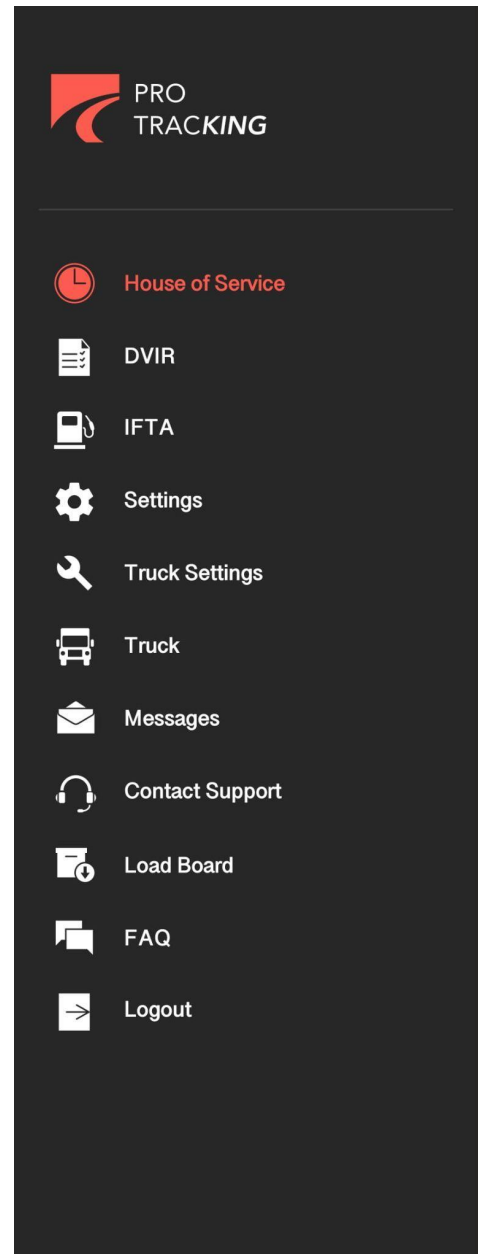 PRO
TRACKING
House of Service
DVIR
IFTA
Settings
Truck Settings
Truck
Messages
Contact Support
Load Board
FAQ
Logout